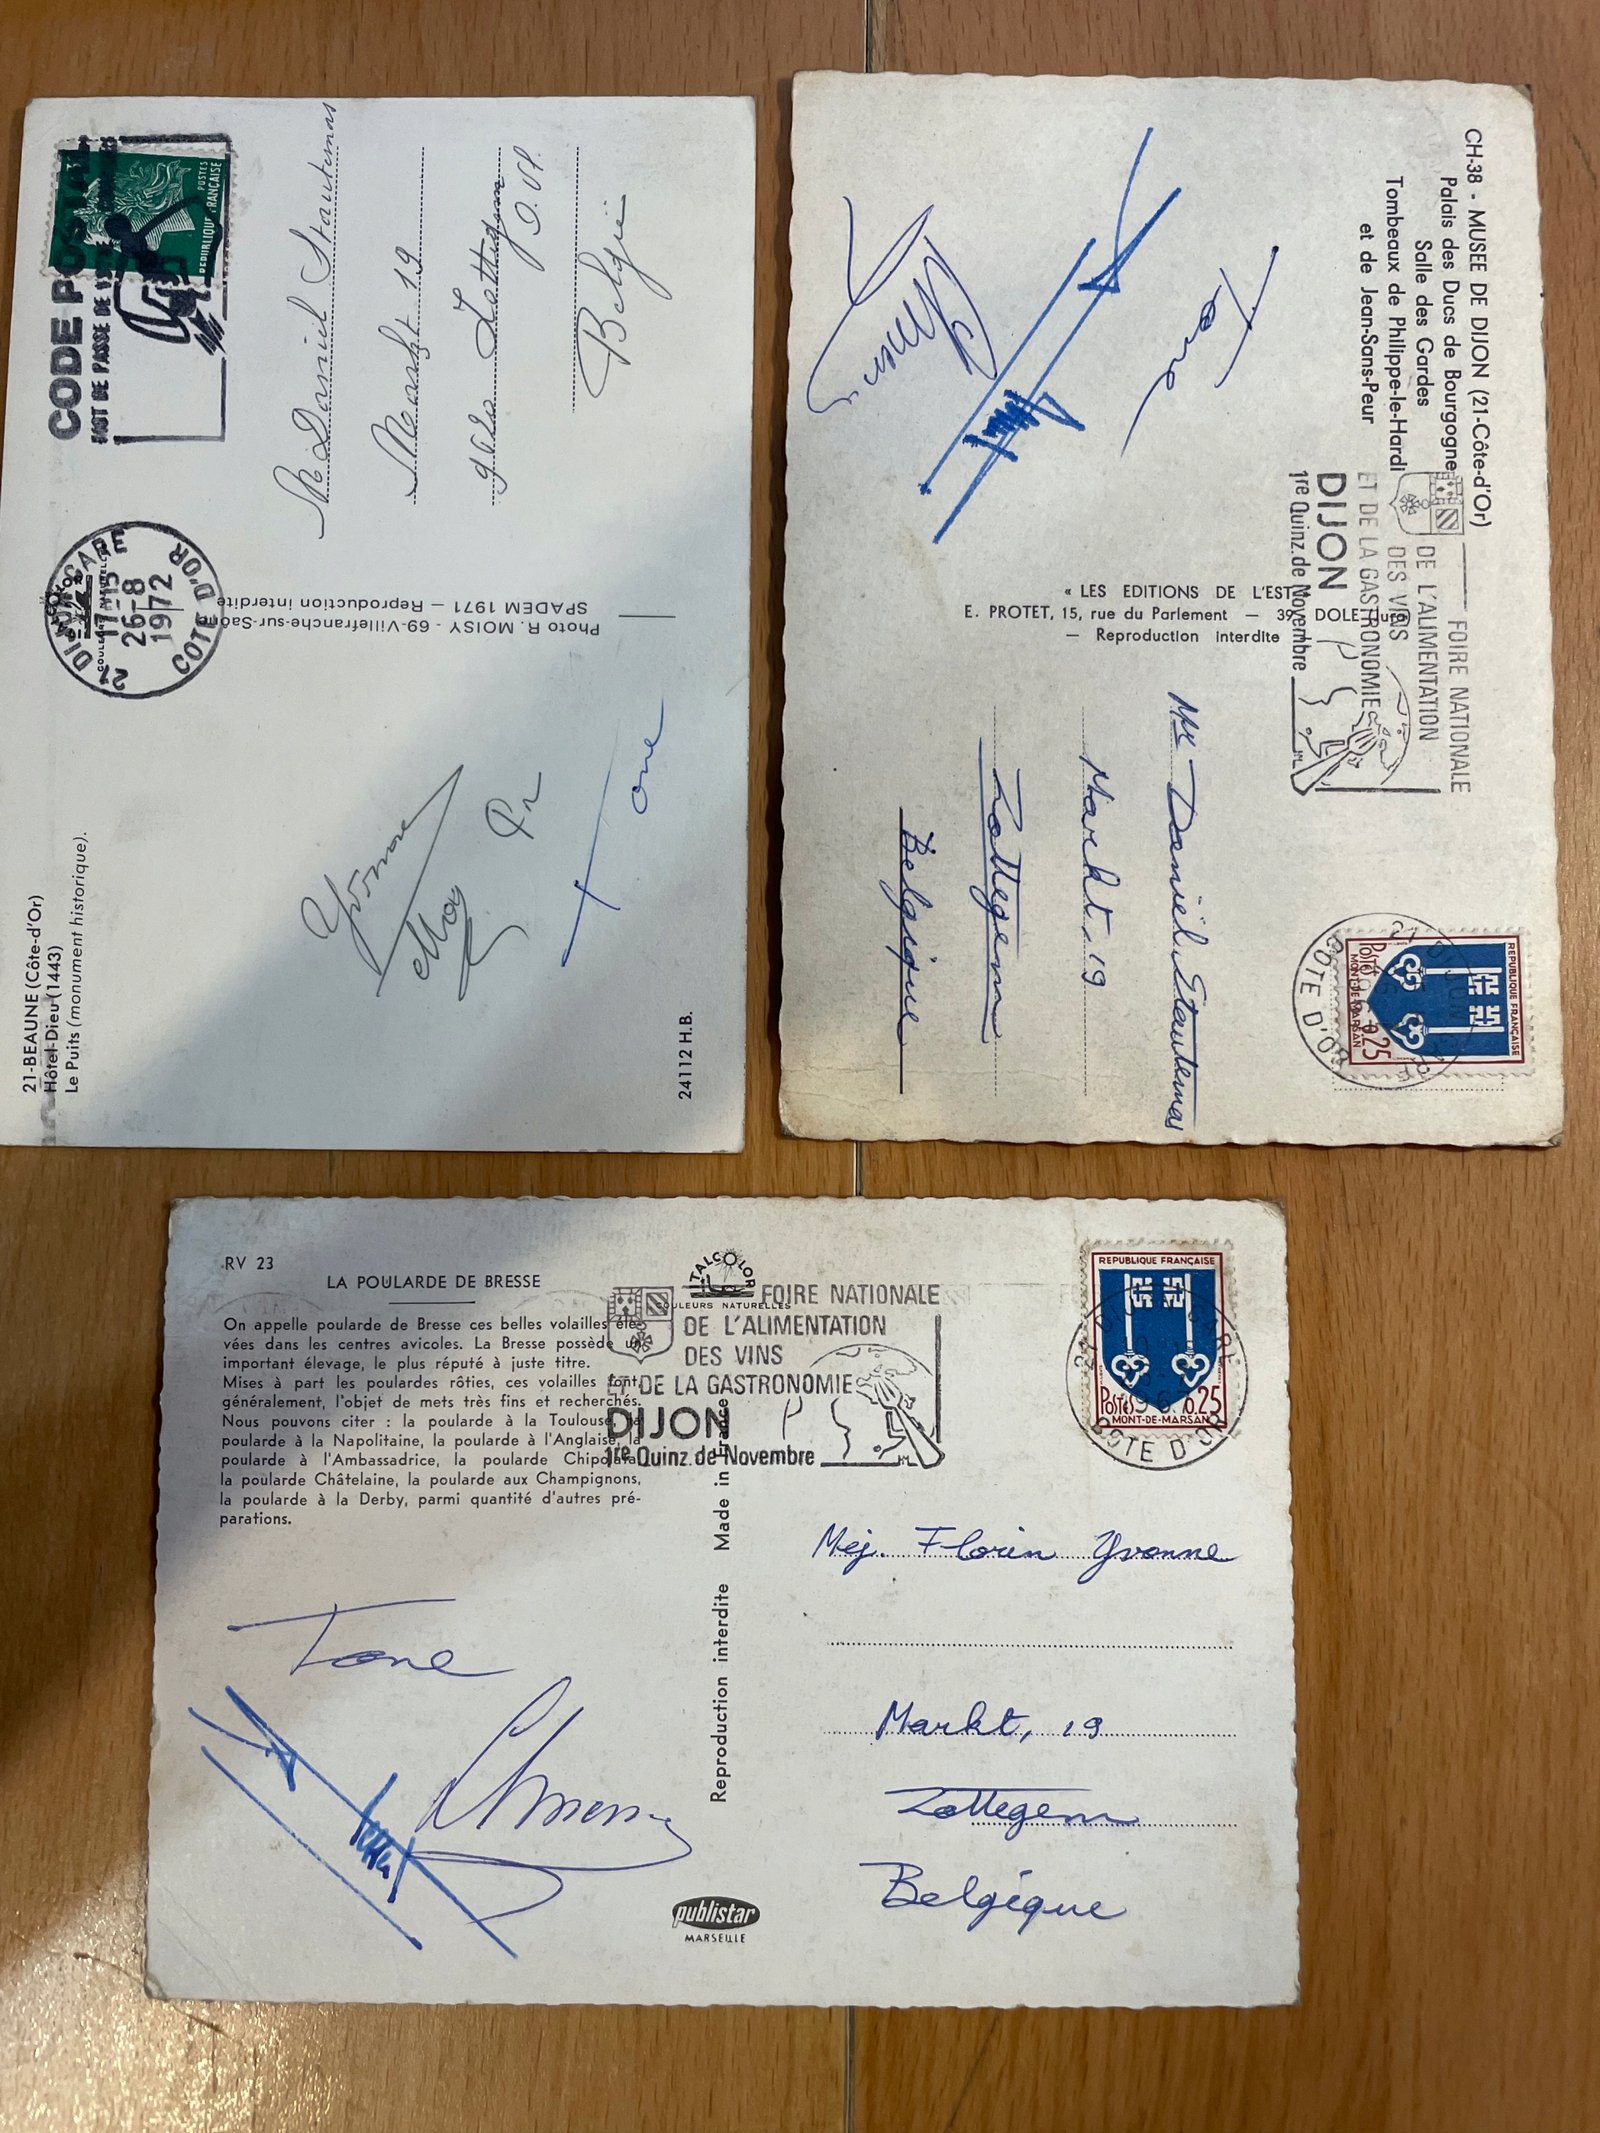 CODE POSTAL
MOT DE PASSE DE VOTRE
POSTES
REPUBLIQUE FRANÇAISE
21 DIJON GARE
17H15
26-8
1972
COTE D'OR
Mr Daniel Stautemas
Markt 19
9620 Zottegem
O. Vl.
België
Photo R. MOISY - 69-Villefranche-sur-Saône
SPADEM 1971 — Reproduction interdite
Yvonne
Tone
21-BEAUNE (Côte-d'Or)
Hôtel-Dieu (1443)
Le Puits (monument historique).
24112 H.B.
CH-38 - MUSEE DE DIJON (21-Côte-d'Or)
Palais des Ducs de Bourgogne
Salle des Gardes
Tombeaux de Philippe-le-Hardi
et de Jean-Sans-Peur
FOIRE NATIONALE
DE L'ALIMENTATION
DES VINS
ET DE LA GASTRONOMIE
DIJON
1re Quinz. de Novembre
Tone
« LES EDITIONS DE L'EST »
E. PROTET, 15, rue du Parlement — 39 - DOLE
— Reproduction interdite —
Mr Daniël Stautemas
Markt 19
Zottegem
Belgique
REPUBLIQUE FRANÇAISE
POSTES 0,25
MONT-DE-MARSAN
21 DIJON GARE
COTE D'OR
RV 23
LA POULARDE DE BRESSE
On appelle poularde de Bresse ces belles volailles éle-
vées dans les centres avicoles. La Bresse possède un
important élevage, le plus réputé à juste titre.
Mises à part les poulardes rôties, ces volailles font,
généralement, l'objet de mets très fins et recherchés.
Nous pouvons citer : la poularde à la Toulouse, la
poularde à la Napolitaine, la poularde à l'Anglaise, la
poularde à l'Ambassadrice, la poularde Chipolata,
la poularde Châtelaine, la poularde aux Champignons,
la poularde à la Derby, parmi quantité d'autres pré-
parations.
ITALCOLOR
COULEURS NATURELLES
FOIRE NATIONALE
DE L'ALIMENTATION
DES VINS
ET DE LA GASTRONOMIE
DIJON
1re Quinz. de Novembre
REPUBLIQUE FRANÇAISE
POSTES 0,25
MONT-DE-MARSAN
21 DIJON GARE
COTE D'OR
Reproduction interdite Made in France
Mej. Florin Yvonne
Markt, 19
Zottegem
Belgique
Tone
publistar
MARSEILLE